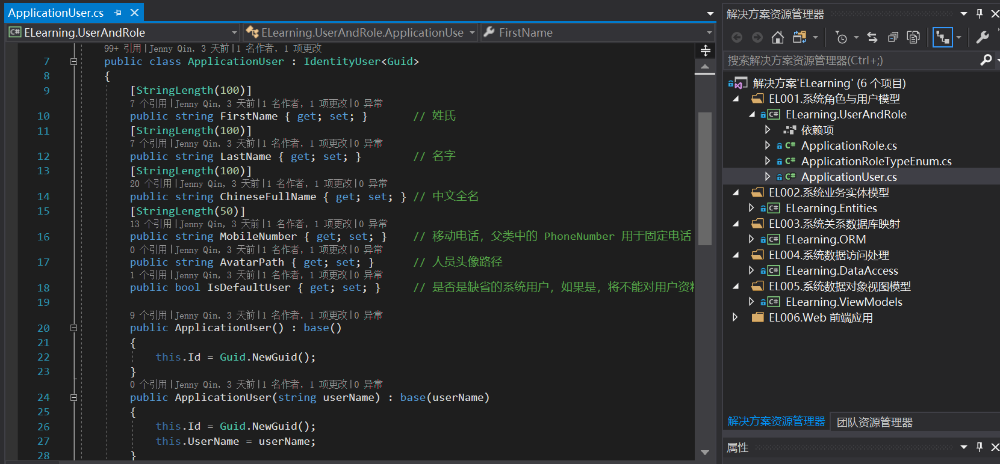 ApplicationUser.cs
ELearning.UserAndRole
ELearning.UserAndRole.ApplicationUse
FirstName
99+ 引用|Jenny Qin, 3 天前|1 名作者, 1 项更改
7 public class ApplicationUser : IdentityUser<Guid>
8 {
9 [StringLength(100)]
7 个引用|Jenny Qin, 3 天前|1 名作者, 1 项更改|0 异常
10 public string FirstName { get; set; } // 姓氏
11 [StringLength(100)]
7 个引用|Jenny Qin, 3 天前|1 名作者, 1 项更改|0 异常
12 public string LastName { get; set; } // 名字
13 [StringLength(100)]
20 个引用|Jenny Qin, 3 天前|1 名作者, 1 项更改|0 异常
14 public string ChineseFullName { get; set; } // 中文全名
15 [StringLength(50)]
13 个引用|Jenny Qin, 3 天前|1 名作者, 1 项更改|0 异常
16 public string MobileNumber { get; set; } // 移动电话，父类中的 PhoneNumber 用于固定电话
0 个引用|Jenny Qin, 3 天前|1 名作者, 1 项更改|0 异常
17 public string AvatarPath { get; set; } // 人员头像路径
1 个引用|Jenny Qin, 3 天前|1 名作者, 1 项更改|0 异常
18 public bool IsDefaultUser { get; set; } // 是否是缺省的系统用户，如果是，将不能对用户资料
19
9 个引用|Jenny Qin, 3 天前|1 名作者, 1 项更改|0 异常
20 public ApplicationUser() : base()
21 {
22 this.Id = Guid.NewGuid();
23 }
0 个引用|Jenny Qin, 3 天前|1 名作者, 1 项更改|0 异常
24 public ApplicationUser(string userName) : base(userName)
25 {
26 this.Id = Guid.NewGuid();
27 this.UserName = userName;
28 }
解决方案资源管理器
搜索解决方案资源管理器(Ctrl+;)
解决方案'ELearning' (6 个项目)
EL001.系统角色与用户模型
C# ELearning.UserAndRole
依赖项
C# ApplicationRole.cs
C# ApplicationRoleTypeEnum.cs
C# ApplicationUser.cs
EL002.系统业务实体模型
C# ELearning.Entities
EL003.系统关系数据库映射
C# ELearning.ORM
EL004.系统数据访问处理
C# ELearning.DataAccess
EL005.系统数据对象视图模型
C# ELearning.ViewModels
EL006.Web 前端应用
解决方案资源管理器 团队资源管理器
属性